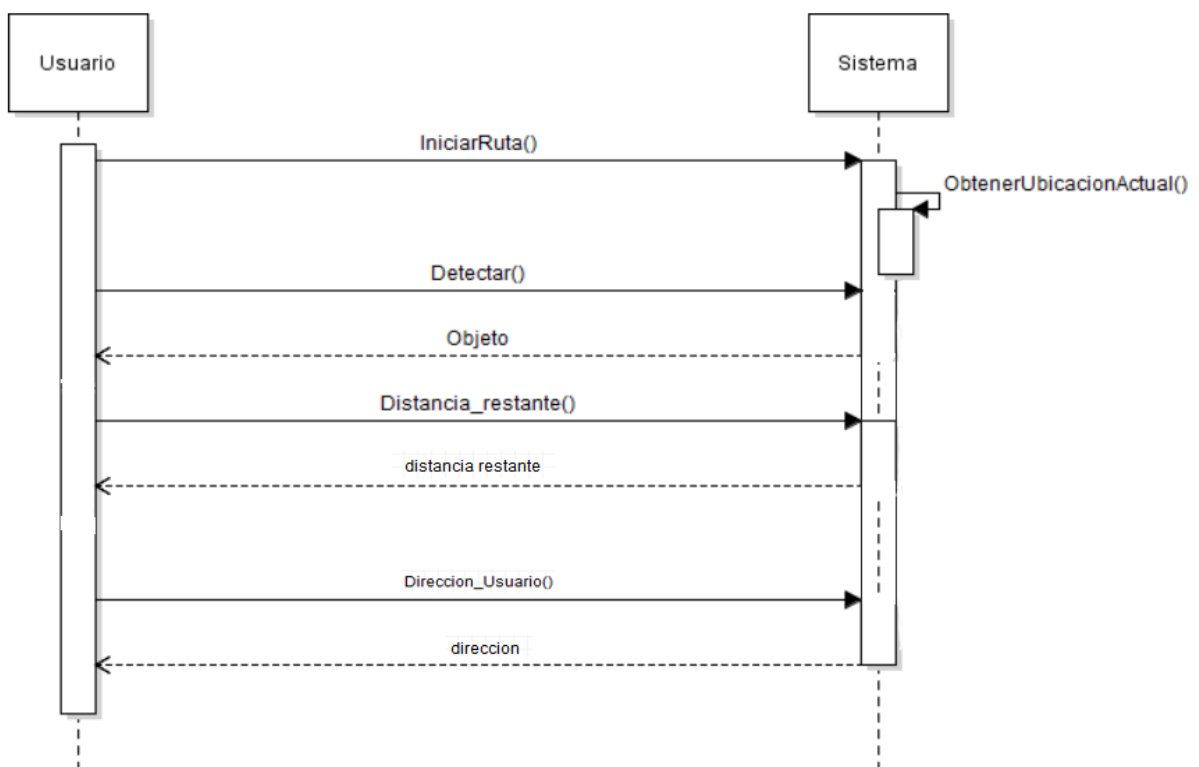 Usuario
Sistema
IniciarRuta()
ObtenerUbicacionActual()
Detectar()
Objeto
Distancia_restante()
distancia restante
Direccion_Usuario()
direccion